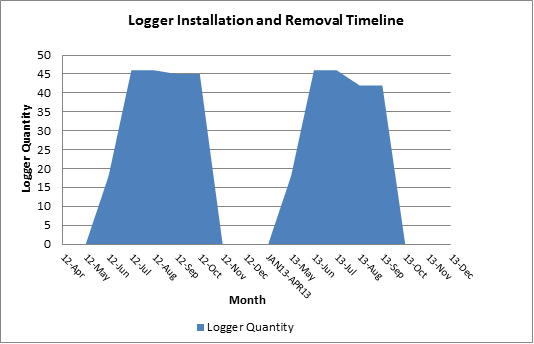 Logger Installation and Removal Timeline
50
45
40
35
30
25
20
15
10
5
0
Logger Quantity
12-Apr
12-May
12-Jun
12-Jul
12-Aug
12-Sep
12-Oct
12-Nov
12-Dec
JAN13-APR13
13-May
13-Jun
13-Jul
13-Aug
13-Sep
13-Oct
13-Nov
13-Dec
Month
Logger Quantity